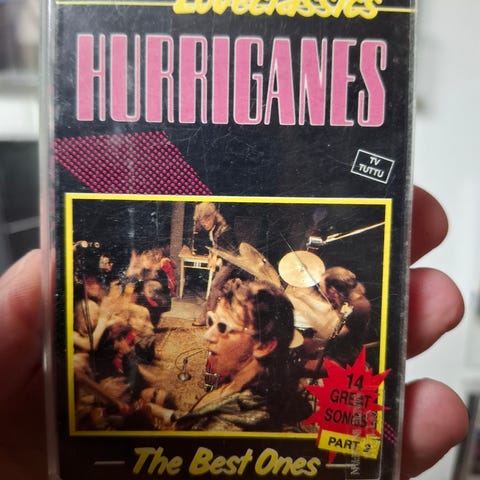 Loveclassics
HURRIGANES
TV
TUTTU
14
GREAT
SONGS
PART 2
The Best Ones